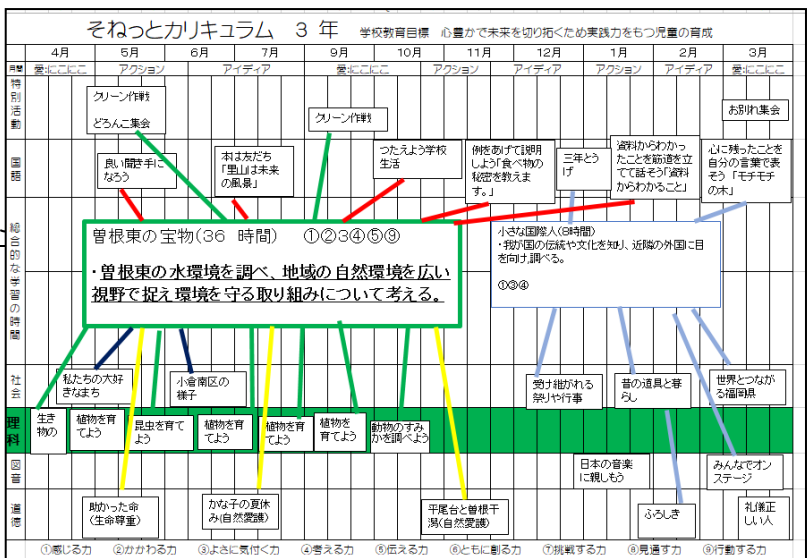 そねっとカリキュラム　３年　学校教育目標　心豊かで未来を切り拓くため実践力をもつ児童の育成
4月　5月　6月　7月　9月　10月　11月　12月　1月　2月　3月
月間　愛:にこにこ　アクション　アイディア　愛:にこにこ　アクション　アイディア　アクション　アイディア　愛:にこにこ
特別活動
クリーン作戦
どろんこ集会
クリーン作戦
お別れ集会
国語
良い聞き手に
なろう
本は友だち
「里山は未来
の風景」
つたえよう学校
生活
例をあげて説明
しよう「食べ物の
秘密を教えま
す。」
三年とう
げ
資料からわかっ
たことを筋道を立
てて話そう「資料
からわかること」
心に残ったことを
自分の言葉で表
そう「モチモチ
の木」
総合的な学習の時間
曽根東の宝物(36　時間)　①②③④⑤⑨
・曽根東の水環境を調べ、地域の自然環境を広い
視野で捉え環境を守る取り組みについて考える。
小さな国際人(8時間)
・我が国の伝統や文化を知り、近隣の外国に目
を向け、調べる。
①③④
社会
私たちの大好
きなまち
小倉南区の
様子
受け継がれる
祭りや行事
昔の道具と暮
らし
世界とつなが
る福岡県
理科
生き
物の
植物を育
てよう
昆虫を育て
よう
植物を育
てよう
植物を育
てよう
植物を
育てよう
動物のすみ
かを調べよう
図音
日本の音楽
に親しもう
みんなでオン
ステージ
道徳
助かった命
(生命尊重)
かな子の夏休
み(自然愛護)
平尾台と曽根干
潟(自然愛護)
ふろしき
礼儀正
しい人
①感じる力　②かかわる力　③よさに気付く力　④考える力　⑤伝える力　⑥ともに創る力　⑦挑戦する力　⑧見通す力　⑨行動する力